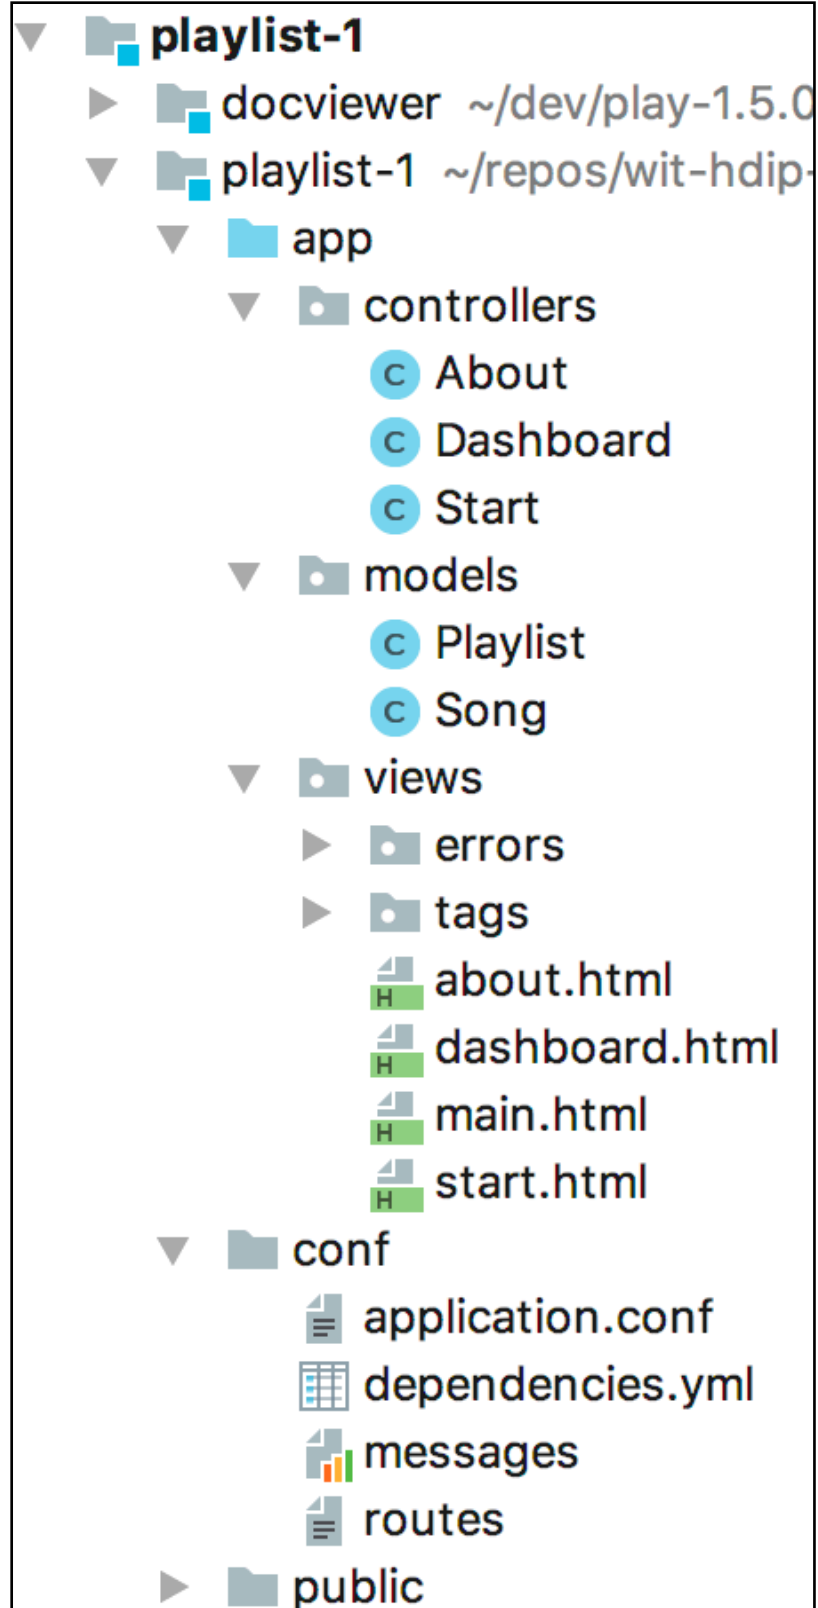 playlist-1
docviewer ~/dev/play-1.5.0
playlist-1 ~/repos/wit-hdip-
app
controllers
C About
C Dashboard
C Start
models
C Playlist
C Song
views
errors
tags
H about.html
H dashboard.html
H main.html
H start.html
conf
application.conf
dependencies.yml
messages
routes
public